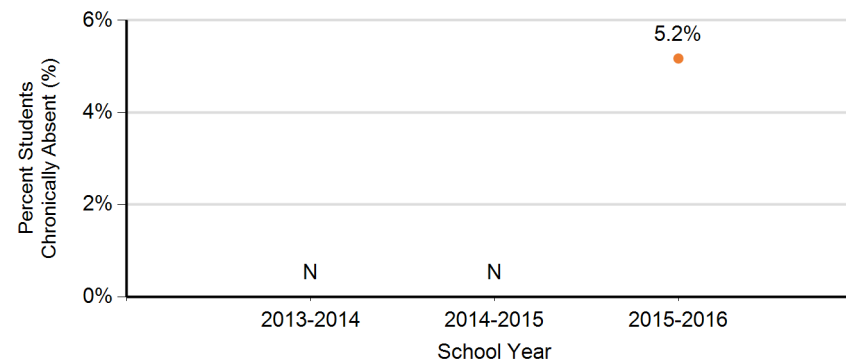 Percent Students
Chronically Absent (%)
6%
4%
2%
0%
5.2%
N
N
2013-2014
2014-2015
2015-2016
School Year